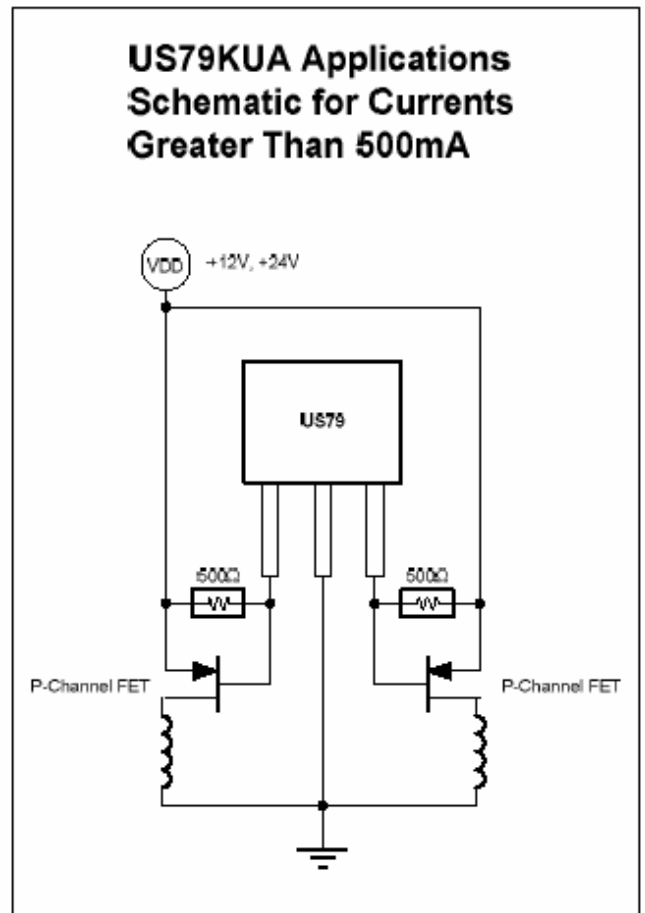 US79KUA Applications
Schematic for Currents
Greater Than 500mA
VDD +12V, +24V
US79
500Ω 500Ω
P-Channel FET P-Channel FET